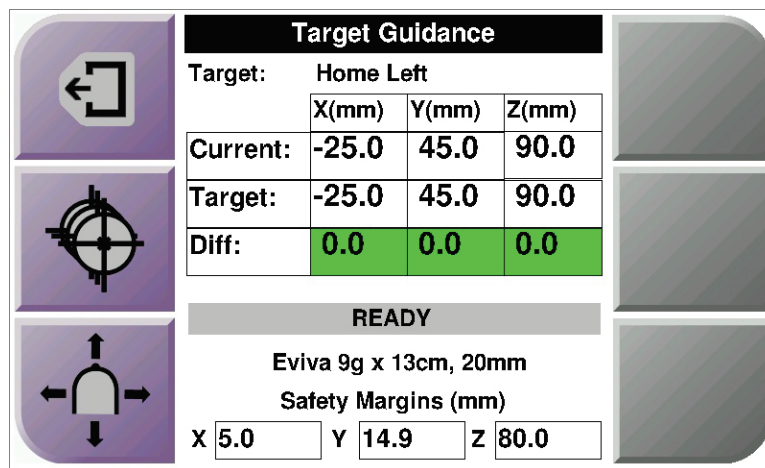 Target Guidance
Target: Home Left
X(mm) Y(mm) Z(mm)
Current: -25.0 45.0 90.0
Target: -25.0 45.0 90.0
Diff: 0.0 0.0 0.0
READY
Eviva 9g x 13cm, 20mm
Safety Margins (mm)
X 5.0 Y 14.9 Z 80.0